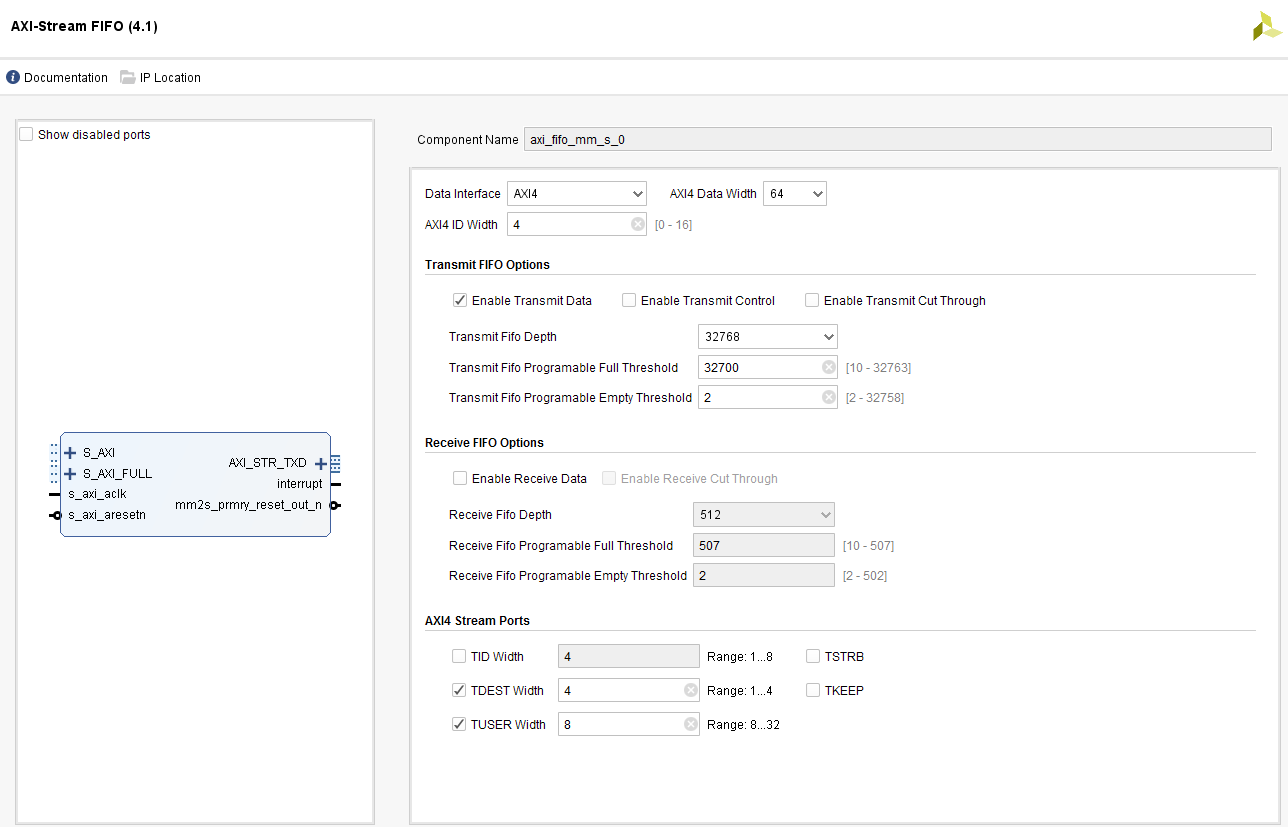 AXI-Stream FIFO (4.1)
Documentation IP Location
Show disabled ports
S_AXI
S_AXI_FULL
s_axi_aclk
s_axi_aresetn
AXI_STR_TXD
interrupt
mm2s_prmry_reset_out_n
Component Name axi_fifo_mm_s_0
Data Interface AXI4 AXI4 Data Width 64
AXI4 ID Width 4 [0 - 16]
Transmit FIFO Options
Enable Transmit Data Enable Transmit Control Enable Transmit Cut Through
Transmit Fifo Depth 32768
Transmit Fifo Programable Full Threshold 32700 [10 - 32763]
Transmit Fifo Programable Empty Threshold 2 [2 - 32758]
Receive FIFO Options
Enable Receive Data Enable Receive Cut Through
Receive Fifo Depth 512
Receive Fifo Programable Full Threshold 507 [10 - 507]
Receive Fifo Programable Empty Threshold 2 [2 - 502]
AXI4 Stream Ports
TID Width 4 Range: 1...8 TSTRB
TDEST Width 4 Range: 1...4 TKEEP
TUSER Width 8 Range: 8...32